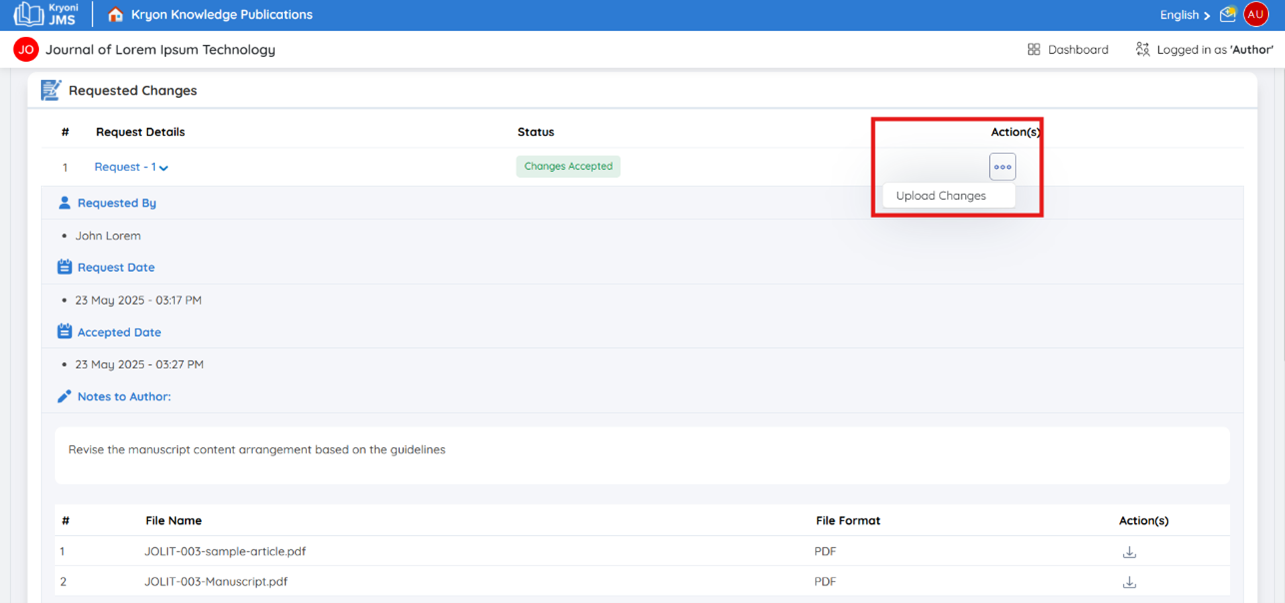 Kryoni
JMS
Kryon Knowledge Publications
English
AU
JO
Journal of Lorem Ipsum Technology
Dashboard
Logged in as 'Author'
Requested Changes
# Request Details Status Action(s)
1 Request - 1 Changes Accepted
Upload Changes
Requested By
• John Lorem
Request Date
• 23 May 2025 - 03:17 PM
Accepted Date
• 23 May 2025 - 03:27 PM
Notes to Author:
Revise the manuscript content arrangement based on the guidelines
# File Name File Format Action(s)
1 JOLIT-003-sample-article.pdf PDF
2 JOLIT-003-Manuscript.pdf PDF